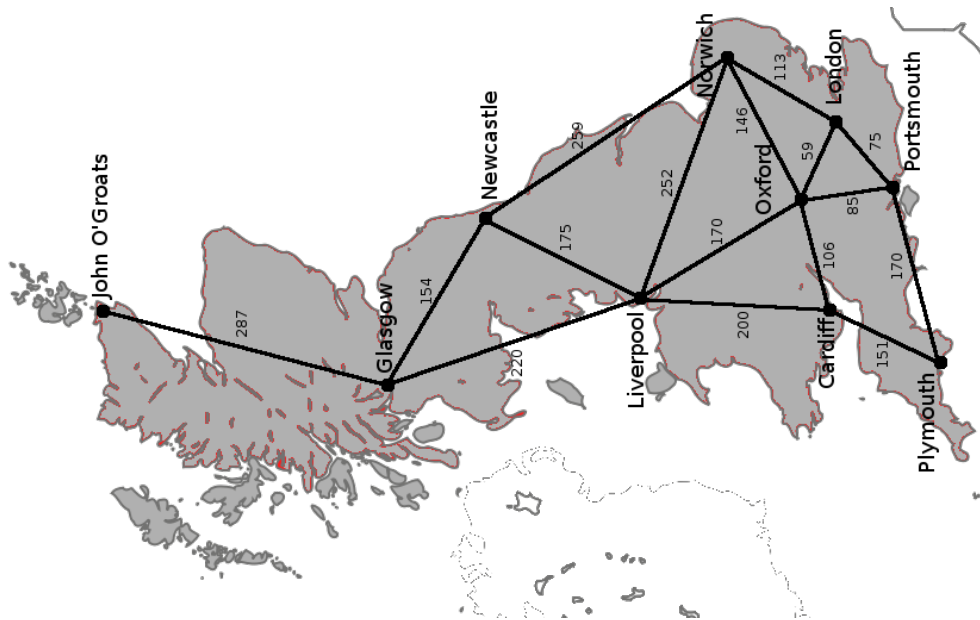 John O'Groats
287
Glasgow
154
Newcastle
259
175
220
Liverpool
252
Norwich
146
113
170
200
Oxford
59
London
106
85
75
Cardiff
Portsmouth
151
170
Plymouth